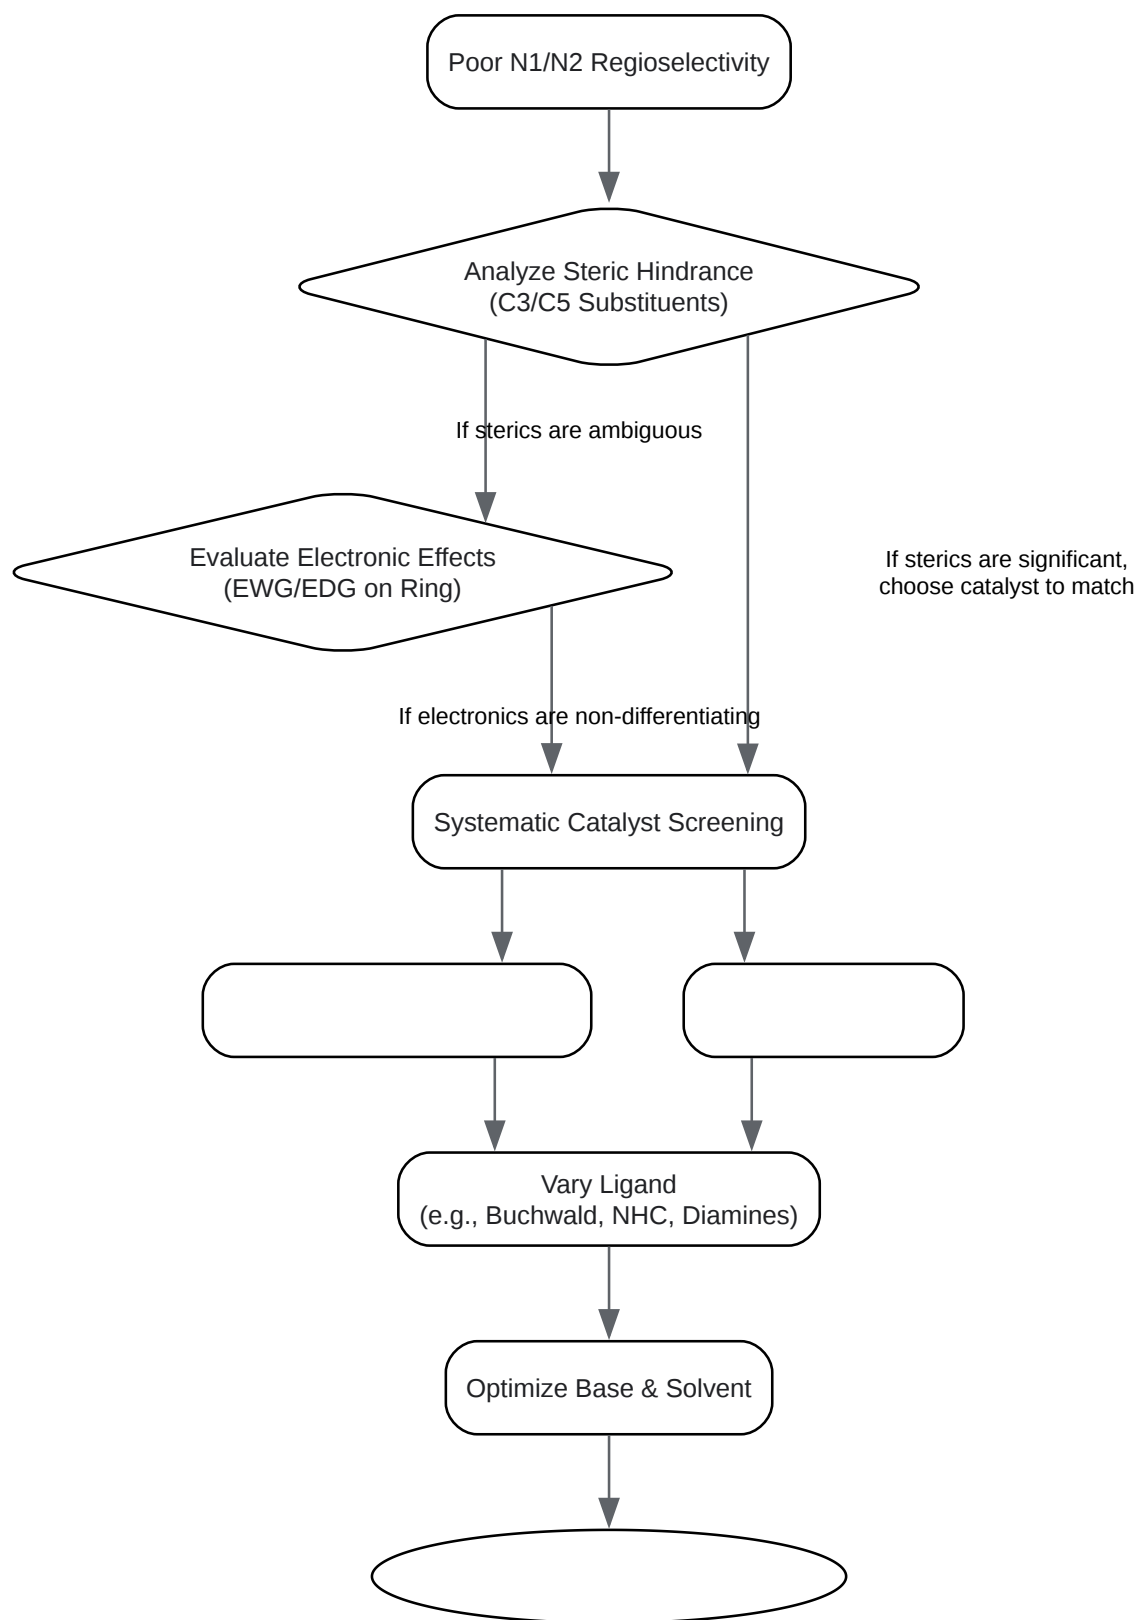 Poor N1/N2 Regioselectivity
Analyze Steric Hindrance
(C3/C5 Substituents)
If sterics are ambiguous
Evaluate Electronic Effects
(EWG/EDG on Ring)
If sterics are significant,
choose catalyst to match
If electronics are non-differentiating
Systematic Catalyst Screening
Vary Ligand
(e.g., Buchwald, NHC, Diamines)
Optimize Base & Solvent